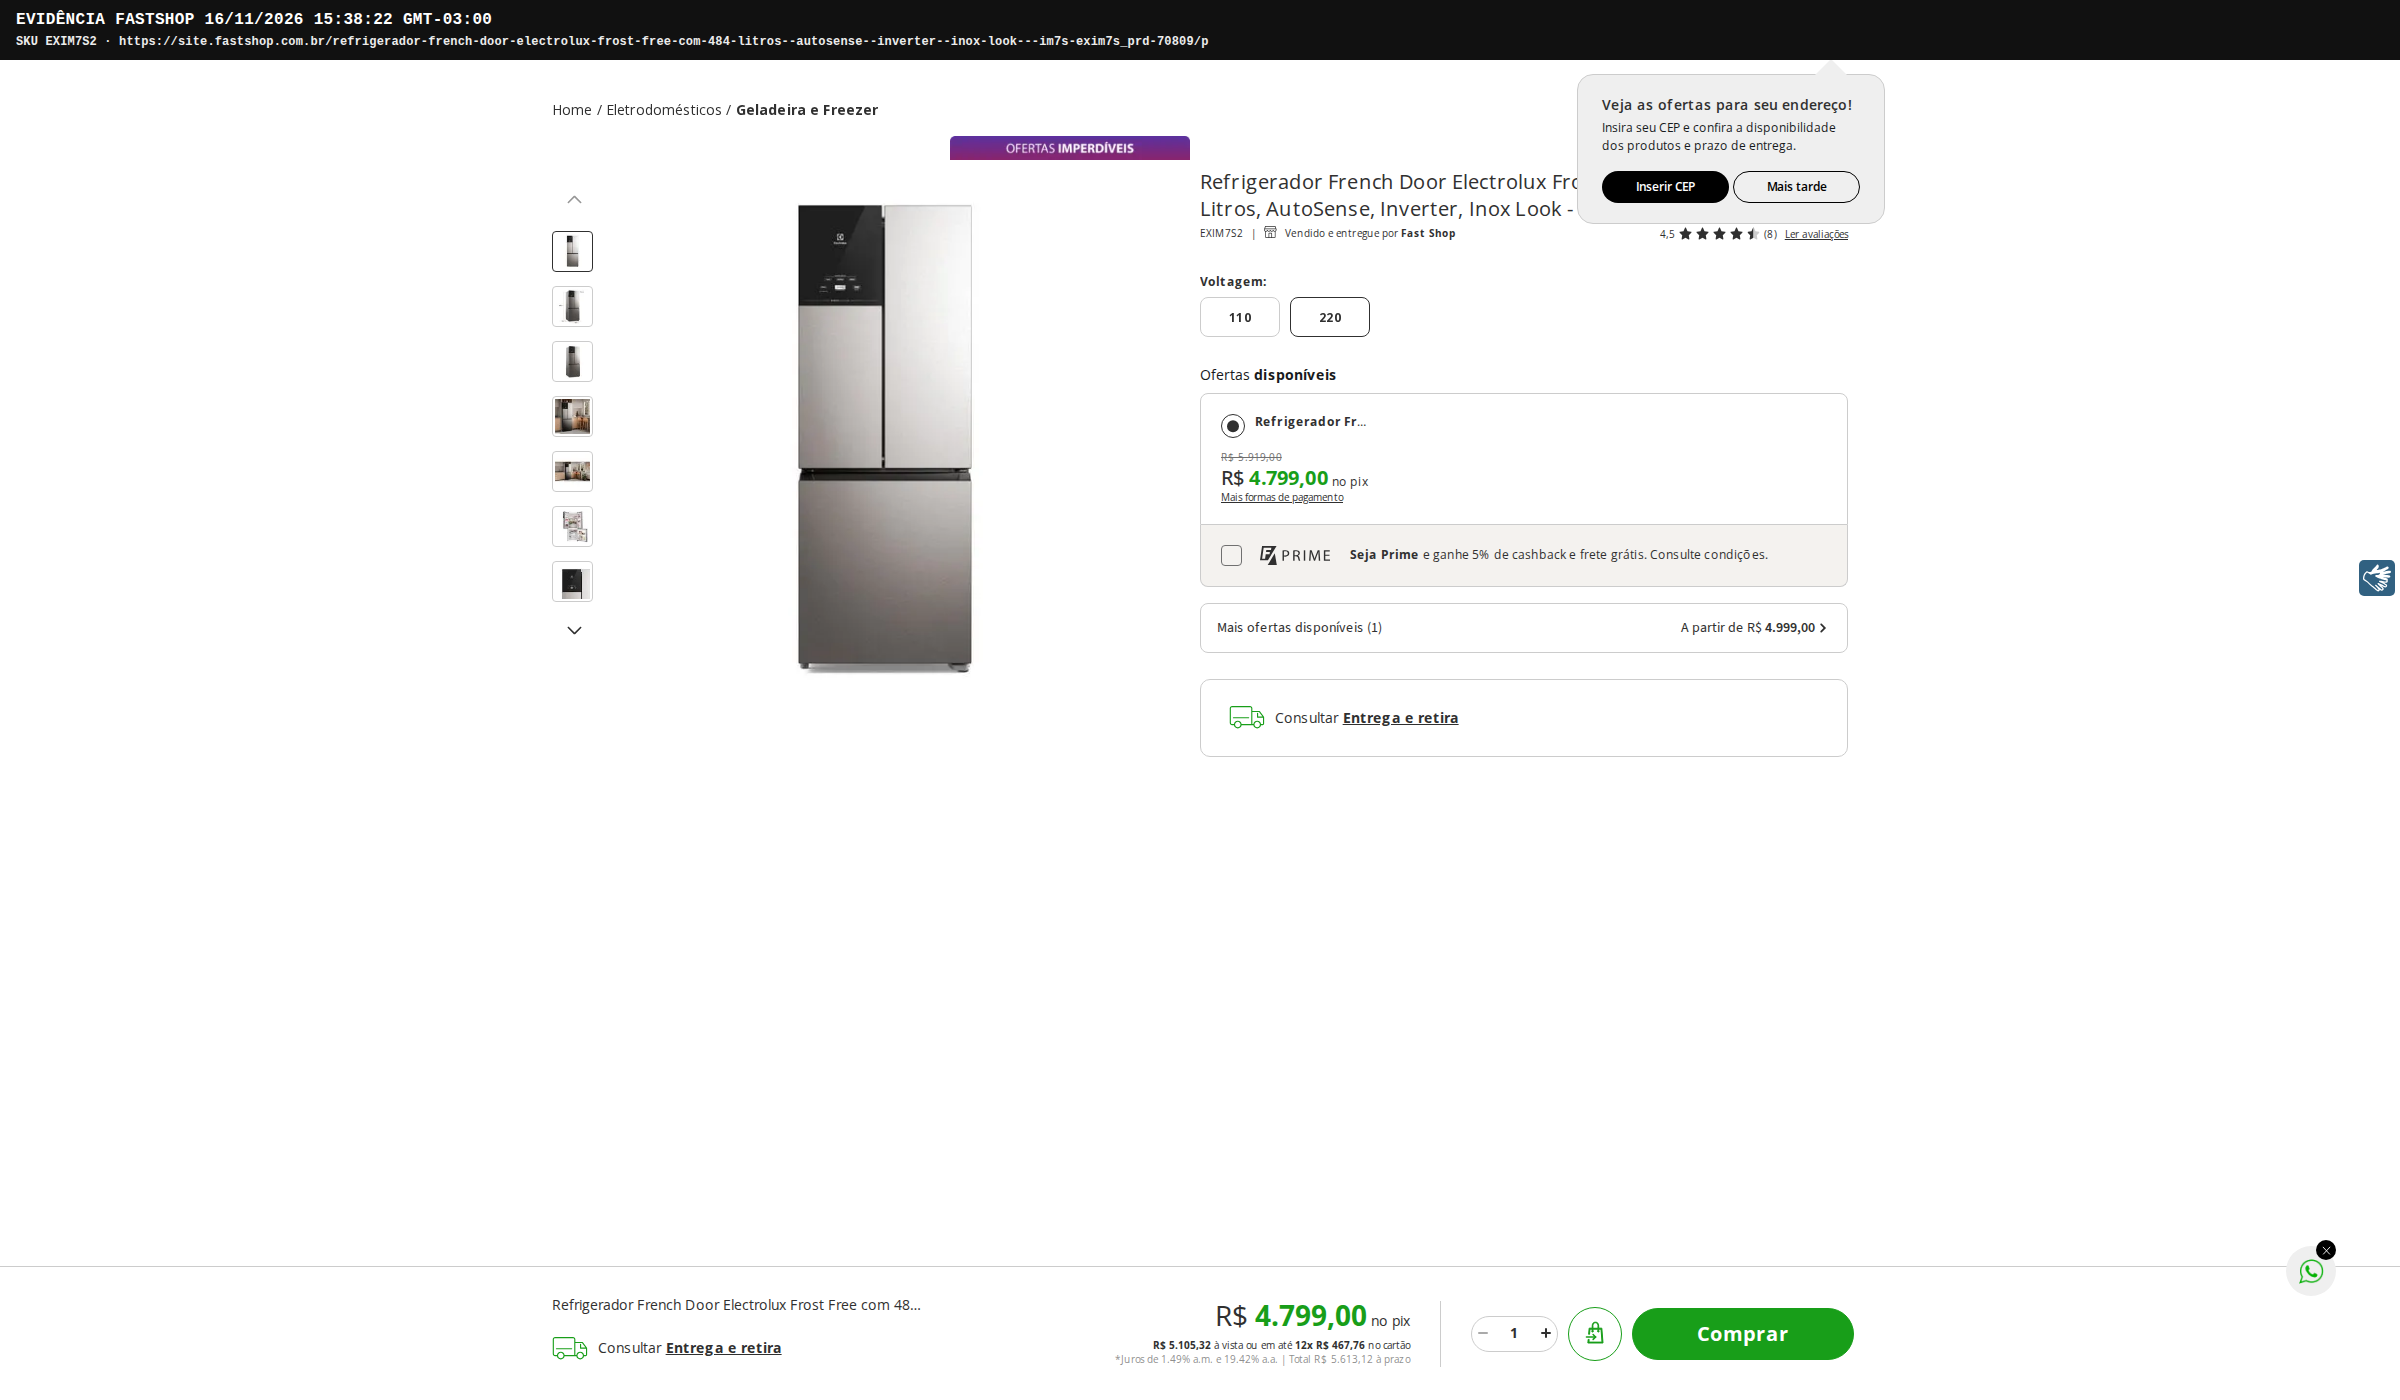 EVIDÊNCIA FASTSHOP 16/11/2026 15:38:22 GMT-03:00
SKU EXIM7S2 · https://site.fastshop.com.br/refrigerador-french-door-electrolux-frost-free-com-484-litros--autosense--inverter--inox-look---im7s-exim7s_prd-70809/p
Home / Eletrodomésticos / Geladeira e Freezer
Veja as ofertas para seu endereço!
Insira seu CEP e confira a disponibilidade
dos produtos e prazo de entrega.
Inserir CEP
Mais tarde
OFERTAS IMPERDÍVEIS
Refrigerador French Door Electrolux Fro
Litros, AutoSense, Inverter, Inox Look -
EXIM7S2 | Vendido e entregue por Fast Shop
4,5 (8) Ler avaliações
Voltagem:
110
220
Ofertas disponíveis
Refrigerador Fr...
R$ 5.919,00
R$ 4.799,00 no pix
Mais formas de pagamento
PRIME Seja Prime e ganhe 5% de cashback e frete grátis. Consulte condições.
Mais ofertas disponíveis (1)
A partir de R$ 4.999,00
Consultar Entrega e retira
Refrigerador French Door Electrolux Frost Free com 48...
Consultar Entrega e retira
R$ 4.799,00 no pix
R$ 5.105,32 à vista ou em até 12x R$ 467,76 no cartão
*Juros de 1.49% a.m. e 19.42% a.a. | Total R$ 5.613,12 à prazo
1
Comprar